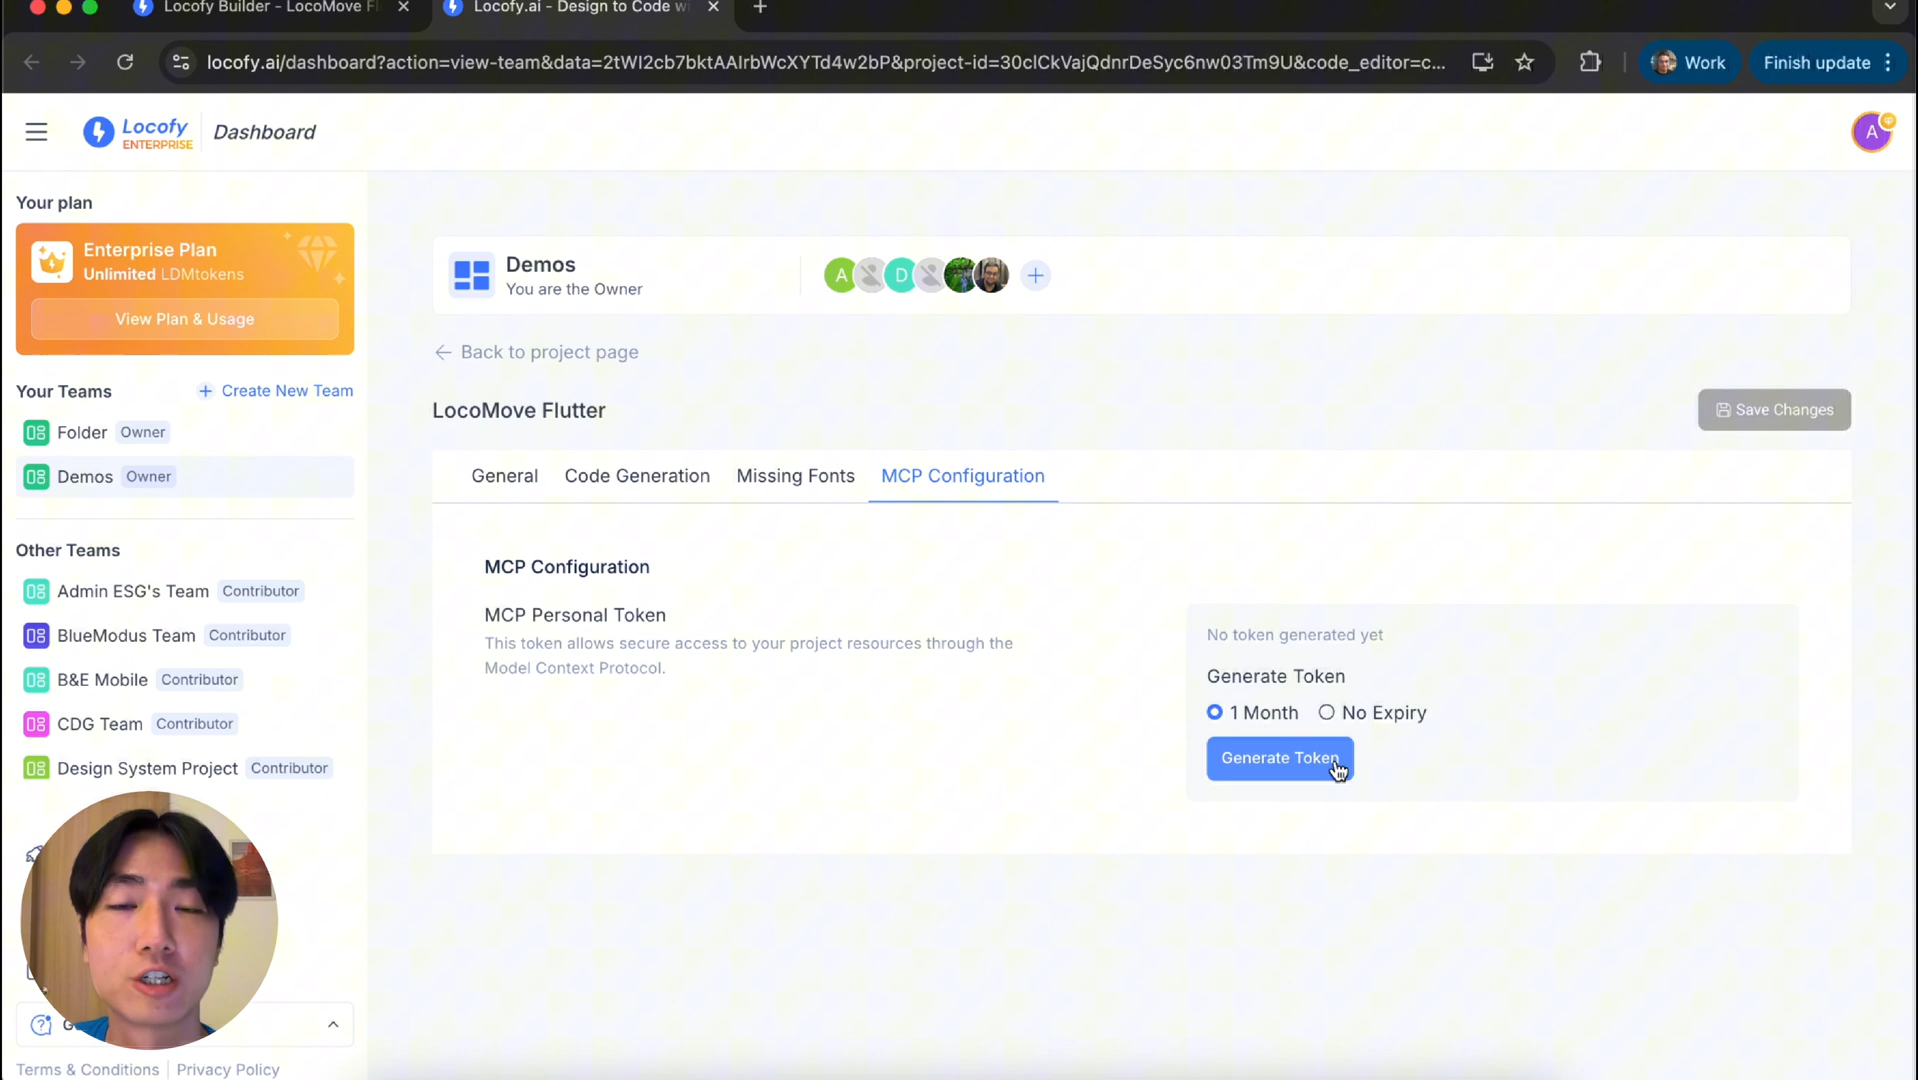 Locofy Builder - LocoMove Fl
Locofy.ai - Design to Code wi
locofy.ai/dashboard?action=view-team&data=2tWI2cb7bktAAIrbWcXYTd4w2bP&project-id=30clCkVajQdnrDeSyc6nw03Tm9U&code_editor=c...
Work
Finish update
Locofy
ENTERPRISE
Dashboard
A
Your plan
Enterprise Plan
Unlimited LDMtokens
View Plan & Usage
Your Teams
+ Create New Team
Folder Owner
Demos Owner
Other Teams
Admin ESG's Team Contributor
BlueModus Team Contributor
B&E Mobile Contributor
CDG Team Contributor
Design System Project Contributor
G
Terms & Conditions
Privacy Policy
Demos
You are the Owner
A
D
Back to project page
LocoMove Flutter
Save Changes
General
Code Generation
Missing Fonts
MCP Configuration
MCP Configuration
MCP Personal Token
This token allows secure access to your project resources through the
Model Context Protocol.
No token generated yet
Generate Token
1 Month
No Expiry
Generate Token